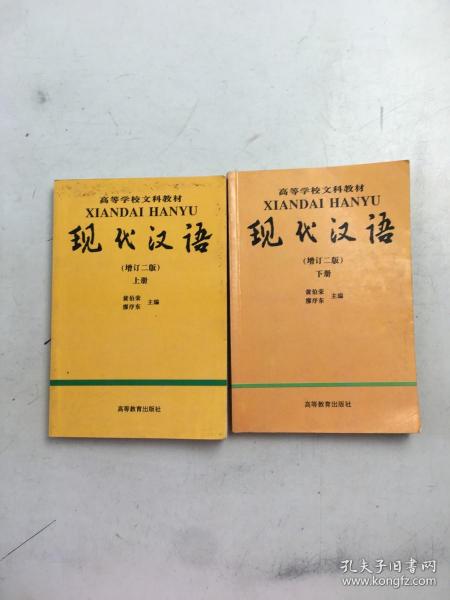 高等学校文科教材
XIANDAI HANYU
现代汉语
(增订二版)
上册
黄伯荣
廖序东
主编
高等教育出版社
高等学校文科教材
XIANDAI HANYU
现代汉语
(增订二版)
下册
黄伯荣
廖序东
主编
高等教育出版社
孔夫子旧书网
www.kongfz.com